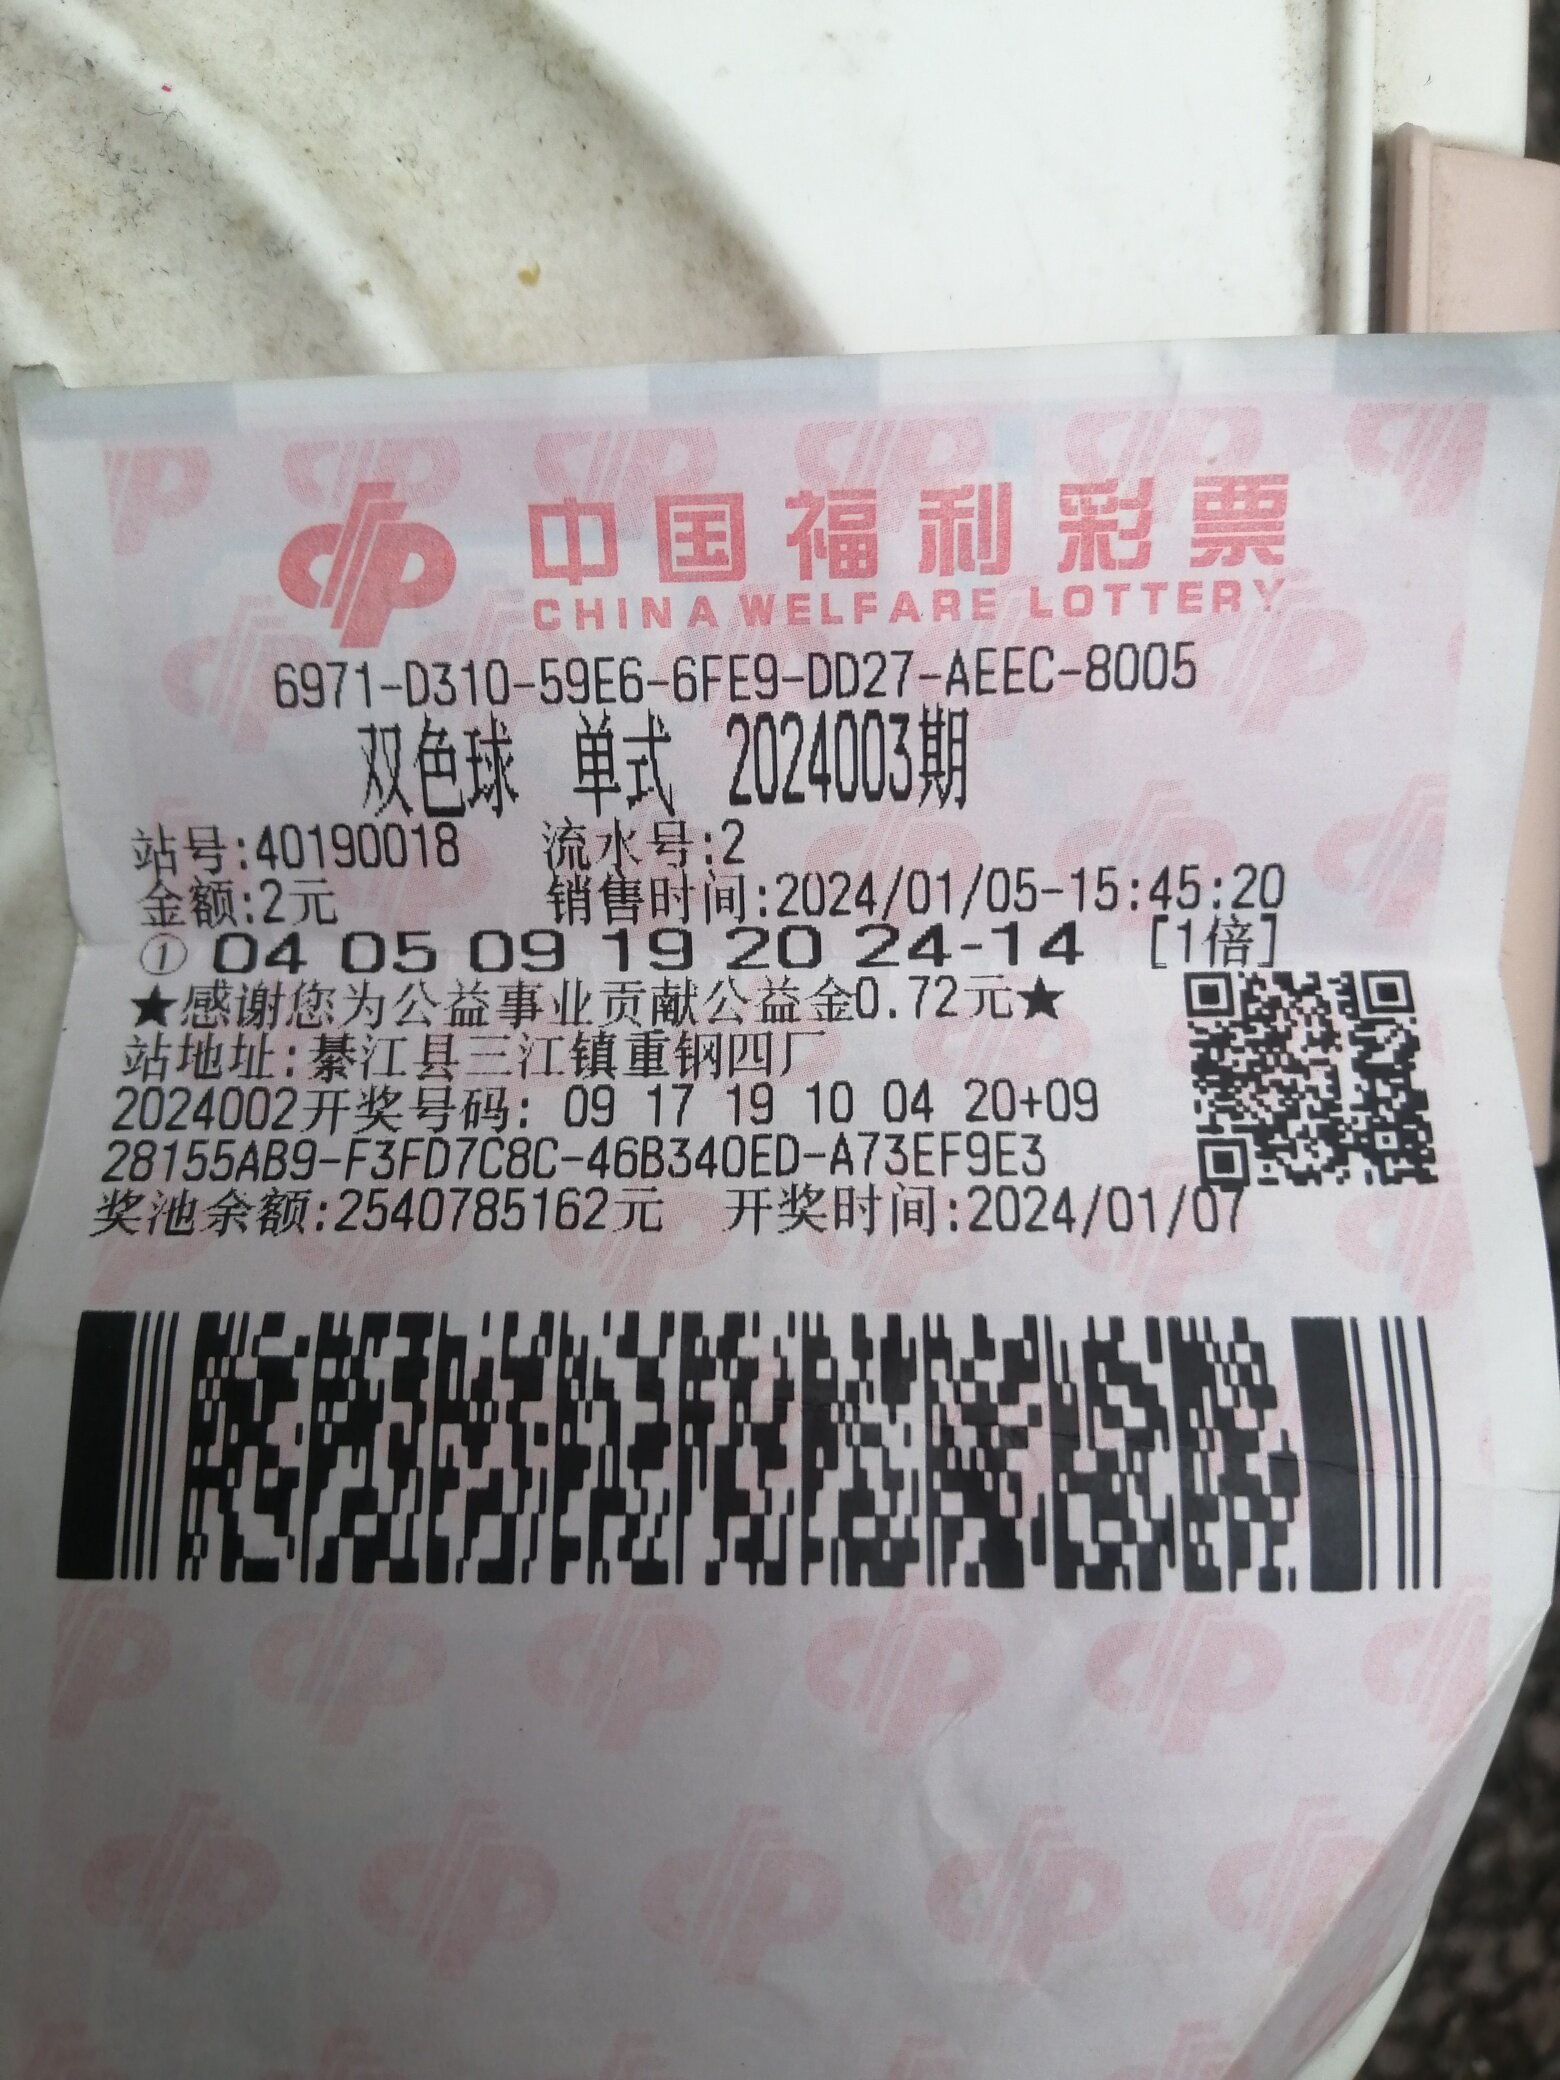 中国福利彩票
CHINA WELFARE LOTTERY
6971-D310-59E6-6FE9-DD27-AEEC-8005
双色球 单式 2024003期
站号:40190018 流水号:2
金额:2元 销售时间:2024/01/05-15:45:20
① 04 05 09 19 20 24-14 [1倍]
★感谢您为公益事业贡献公益金0.72元★
站地址:綦江县三江镇重钢四厂
2024002开奖号码: 09 17 19 10 04 20+09
28155AB9-F3FD7C8C-46B340ED-A73EF9E3
奖池余额:2540785162元 开奖时间:2024/01/07